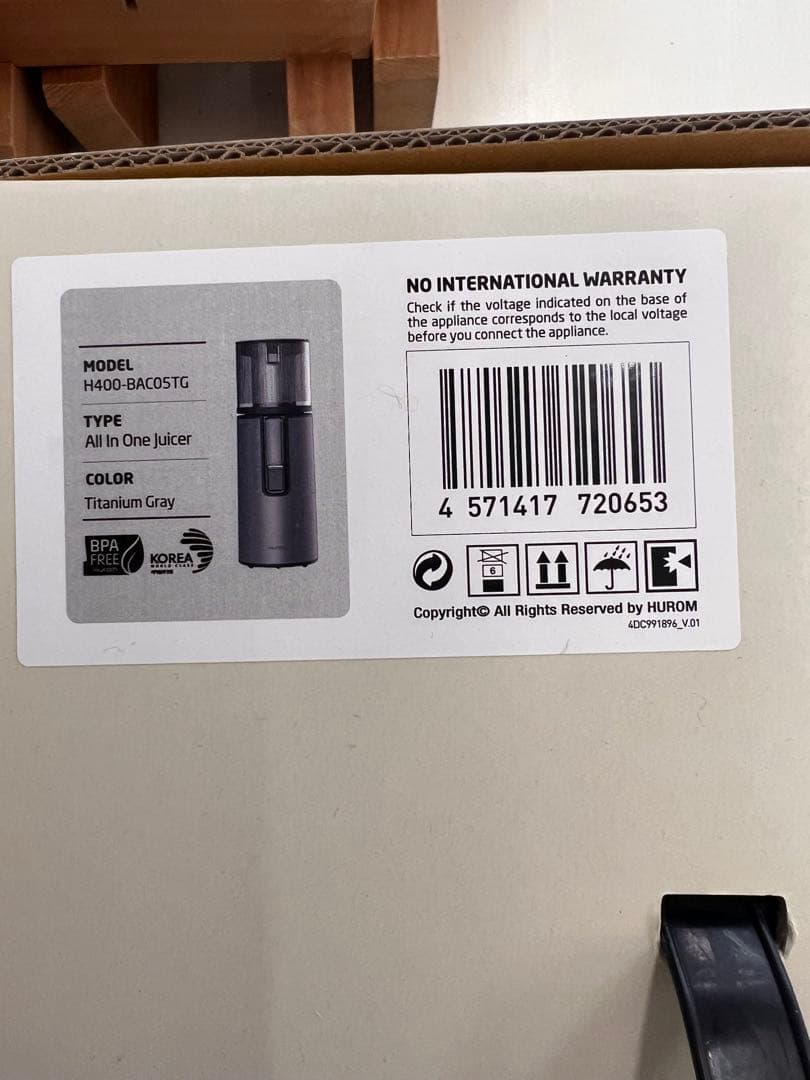 MODEL
H400-BAC05TG
TYPE
All In One Juicer
COLOR
Titanium Gray
BPA
FREE
KOREA
WORLD CLASS
NO INTERNATIONAL WARRANTY
Check if the voltage indicated on the base of
the appliance corresponds to the local voltage
before you connect the appliance.
4 571417 720653
6
Copyright© All Rights Reserved by HUROM
4DC991896_V.01